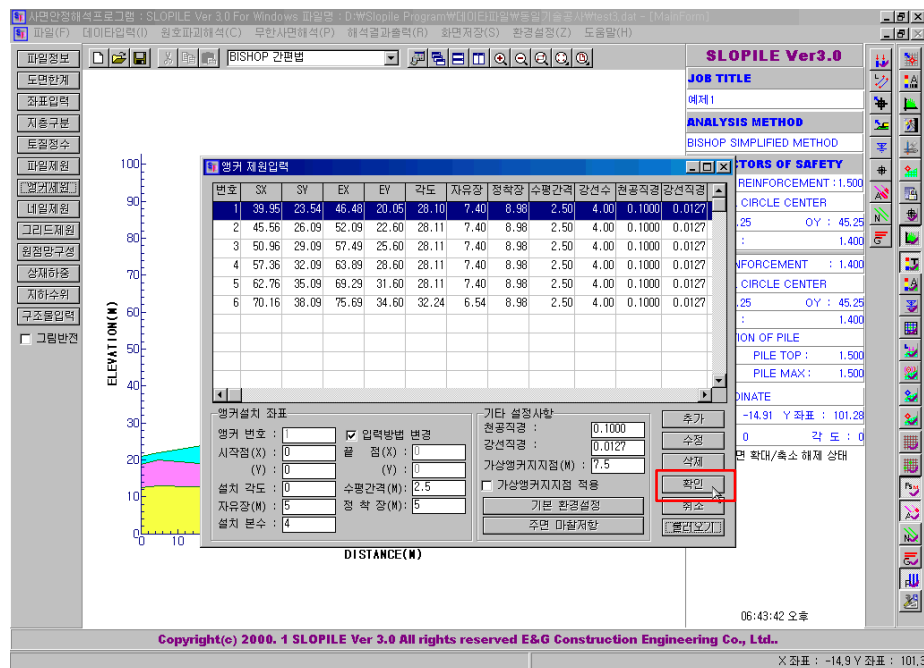 사면안정해석프로그램 : SLOPILE Ver 3.0 For Windows 파일명 : D:\Slopile Program\데이타파일\동일기술공사\test3.dat - [MainForm]
파일(F) 데이타입력(I) 원호파괴해석(C) 무한사면해석(P) 해석결과출력(R) 화면저장(S) 환경설정(Z) 도움말(H)
BISHOP 간편법
파일정보
도면한계
좌표입력
지층구분
토질정수
파일제원
앵커제원
네일제원
그리드제원
원점망구성
상재하중
지하수위
구조물입력
그림반전
100
90
80
70
60
50
40
30
20
10
0
0 10
ELEVATION(M)
DISTANCE(M)
앵커 제원입력
번호 SX SY EX EY 각도 자유장 정착장 수평간격 강선수 천공직경 강선직경
1 39.95 23.54 46.48 20.05 28.10 7.40 8.98 2.50 4.00 0.1000 0.0127
2 45.56 26.09 52.09 22.60 28.11 7.40 8.98 2.50 4.00 0.1000 0.0127
3 50.96 29.09 57.49 25.60 28.11 7.40 8.98 2.50 4.00 0.1000 0.0127
4 57.36 32.09 63.89 28.60 28.11 7.40 8.98 2.50 4.00 0.1000 0.0127
5 62.76 35.09 69.29 31.60 28.11 7.40 8.98 2.50 4.00 0.1000 0.0127
6 70.16 38.09 75.69 34.60 32.24 6.54 8.98 2.50 4.00 0.1000 0.0127
앵커설치 좌표
앵커 번호 : 1 입력방법 변경
시작점(X) : 0 끝 점(X) : 0
(Y) : 0 (Y) : 0
설치 각도 : 0 수평간격(M): 2.5
자유장(M) : 5 정 착 장(M): 5
설치 본수 : 4
기타 설정사항
천공직경 : 0.1000
강선직경 : 0.0127
가상앵커지지점(M) : 7.5
가상앵커지지점 적용
기본 환경설정
주면 마찰저항
추가
수정
삭제
확인
취소
불러오기
SLOPILE Ver3.0
JOB TITLE
예제1
ANALYSIS METHOD
BISHOP SIMPLIFIED METHOD
CTORS OF SAFETY
REINFORCEMENT : 1.500
CIRCLE CENTER
.25 OY : 45.25
: 1.400
NFORCEMENT : 1.400
CIRCLE CENTER
.25 OY : 45.25
: 1.400
ION OF PILE
PILE TOP : 1.500
PILE MAX : 1.500
DINATE
-14.91 Y 좌표 : 101.28
0 각 도 : 0
면 확대/축소 해제 상태
06:43:42 오후
Copyright(c) 2000. 1 SLOPILE Ver 3.0 All rights reserved E&G Construction Engineering Co., Ltd..
X 좌표 : -14.9 Y 좌표 : 101.3